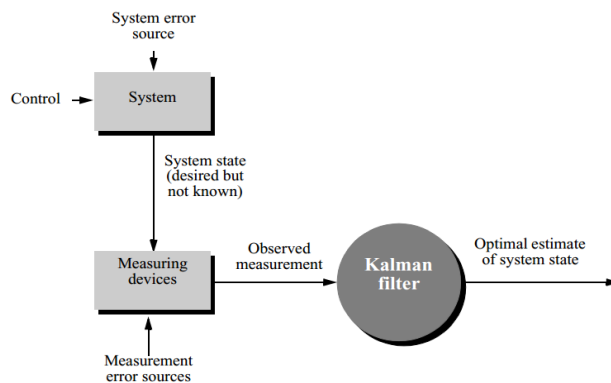 System error
source
Control
System
System state
(desired but
not known)
Measuring
devices
Observed
measurement
Kalman
filter
Optimal estimate
of system state
Measurement
error sources